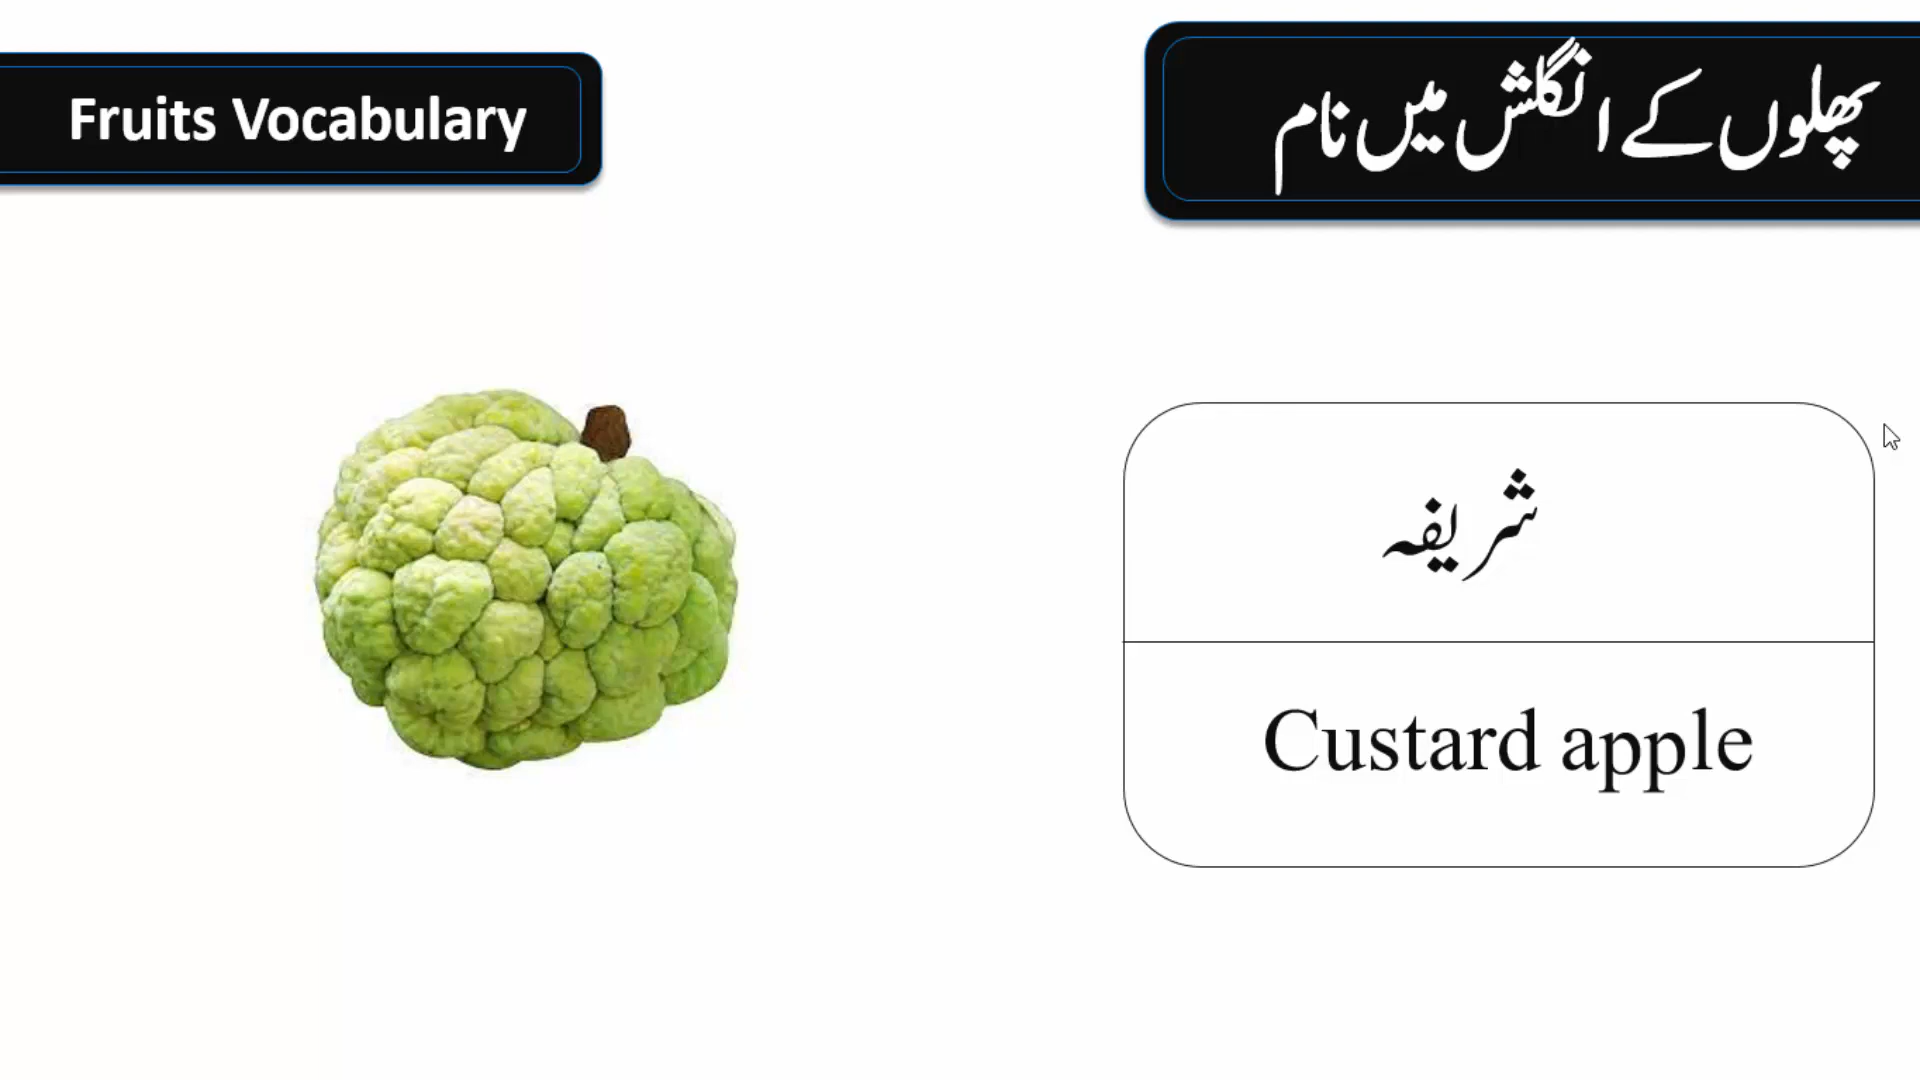 Fruits Vocabulary
پھلوں کے انگلش میں نام
شریفہ
Custard apple